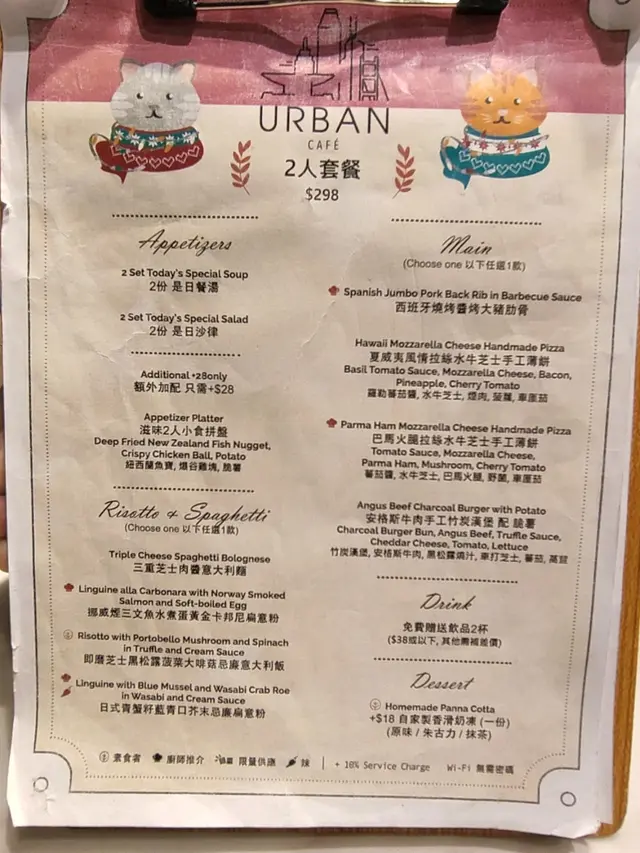 URBAN
CAFÉ
2人套餐
$298
Appetizers
2 Set Today's Special Soup
2份 是日餐湯
2 Set Today's Special Salad
2份 是日沙律
Additional +28only
額外加配 只需+$28
Appetizer Platter
滋味2人小食拼盤
Deep Fried New Zealand Fish Nugget,
Crispy Chicken Ball, Potato
紐西蘭魚寶, 爆谷雞塊, 脆薯
Risotto & Spaghetti
(Choose one 以下任選1款)
Triple Cheese Spaghetti Bolognese
三重芝士肉醬意大利麵
Linguine alla Carbonara with Norway Smoked
Salmon and Soft-boiled Egg
挪威煙三文魚水煮蛋黃金卡邦尼扁意粉
Risotto with Portobello Mushroom and Spinach
in Truffle and Cream Sauce
即磨芝士黑松露菠菜大啡菇忌廉意大利飯
Linguine with Blue Mussel and Wasabi Crab Roe
in Wasabi and Cream Sauce
日式青蟹籽藍青口芥末忌廉扁意粉
Main
(Choose one 以下任選1款)
Spanish Jumbo Pork Back Rib in Barbecue Sauce
西班牙燒烤醬烤大豬肋骨
Hawaii Mozzarella Cheese Handmade Pizza
夏威夷風情拉絲水牛芝士手工薄餅
Basil Tomato Sauce, Mozzarella Cheese, Bacon,
Pineapple, Cherry Tomato
羅勒蕃茄醬, 水牛芝士, 煙肉, 菠蘿, 車厘茄
Parma Ham Mozzarella Cheese Handmade Pizza
巴馬火腿拉絲水牛芝士手工薄餅
Tomato Sauce, Mozzarella Cheese,
Parma Ham, Mushroom, Cherry Tomato
蕃茄醬, 水牛芝士, 巴馬火腿, 野菌, 車厘茄
Angus Beef Charcoal Burger with Potato
安格斯牛肉手工竹炭漢堡 配 脆薯
Charcoal Burger Bun, Angus Beef, Truffle Sauce,
Cheddar Cheese, Tomato, Lettuce
竹炭漢堡, 安格斯牛肉, 黑松露燒汁, 車打芝士, 蕃茄, 萵苣
Drink
免費贈送飲品2杯
($38或以下, 其他需補差價)
Dessert
Homemade Panna Cotta
+$18 自家製香滑奶凍 (一份)
(原味 / 朱古力 / 抹茶)
素食者 廚師推介 限量供應 辣 + 10% Service Charge Wi-Fi 無需密碼